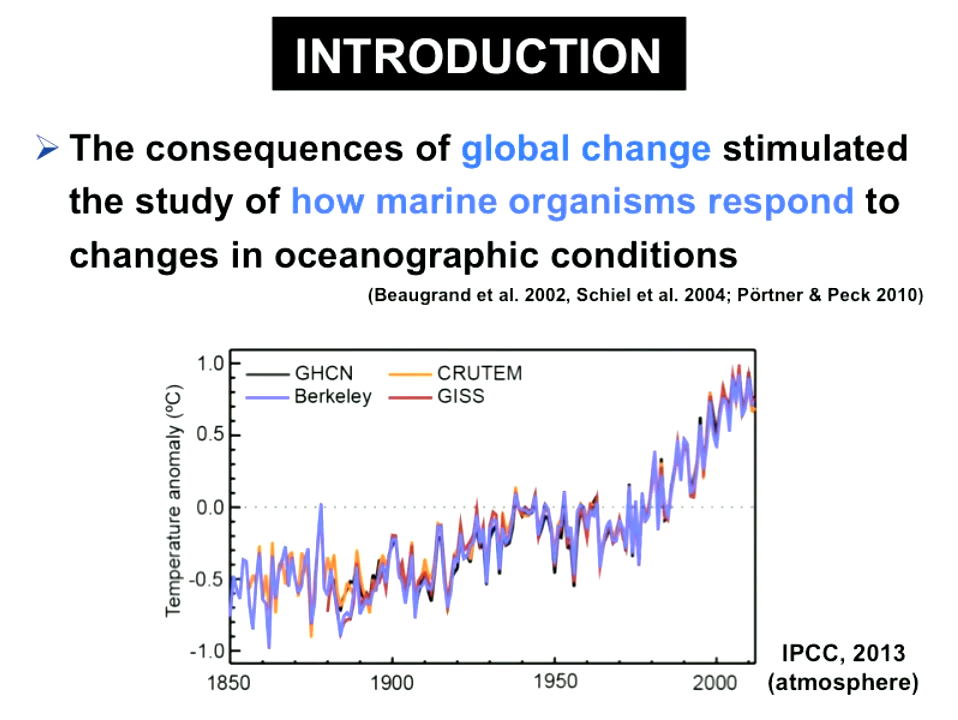 INTRODUCTION
➢ The consequences of global change stimulated
the study of how marine organisms respond to
changes in oceanographic conditions
(Beaugrand et al. 2002, Schiel et al. 2004; Pörtner & Peck 2010)
Temperature anomaly (ºC)
1.0
0.5
0.0
-0.5
-1.0
GHCN CRUTEM
Berkeley GISS
1850 1900 1950 2000
IPCC, 2013
(atmosphere)